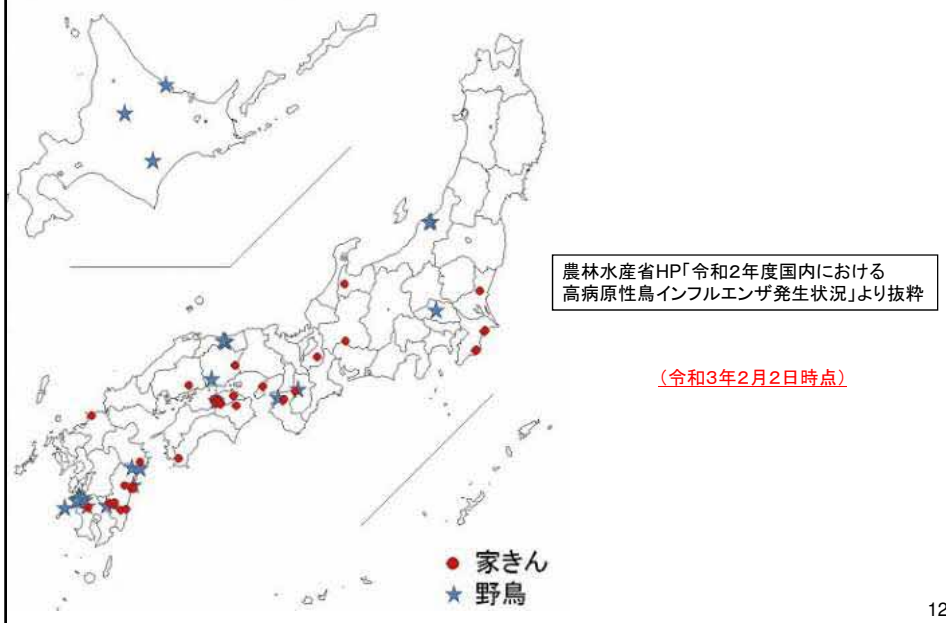 農林水産省HP「令和2年度国内における
高病原性鳥インフルエンザ発生状況」より抜粋
(令和3年2月2日時点)
家きん
野鳥
12